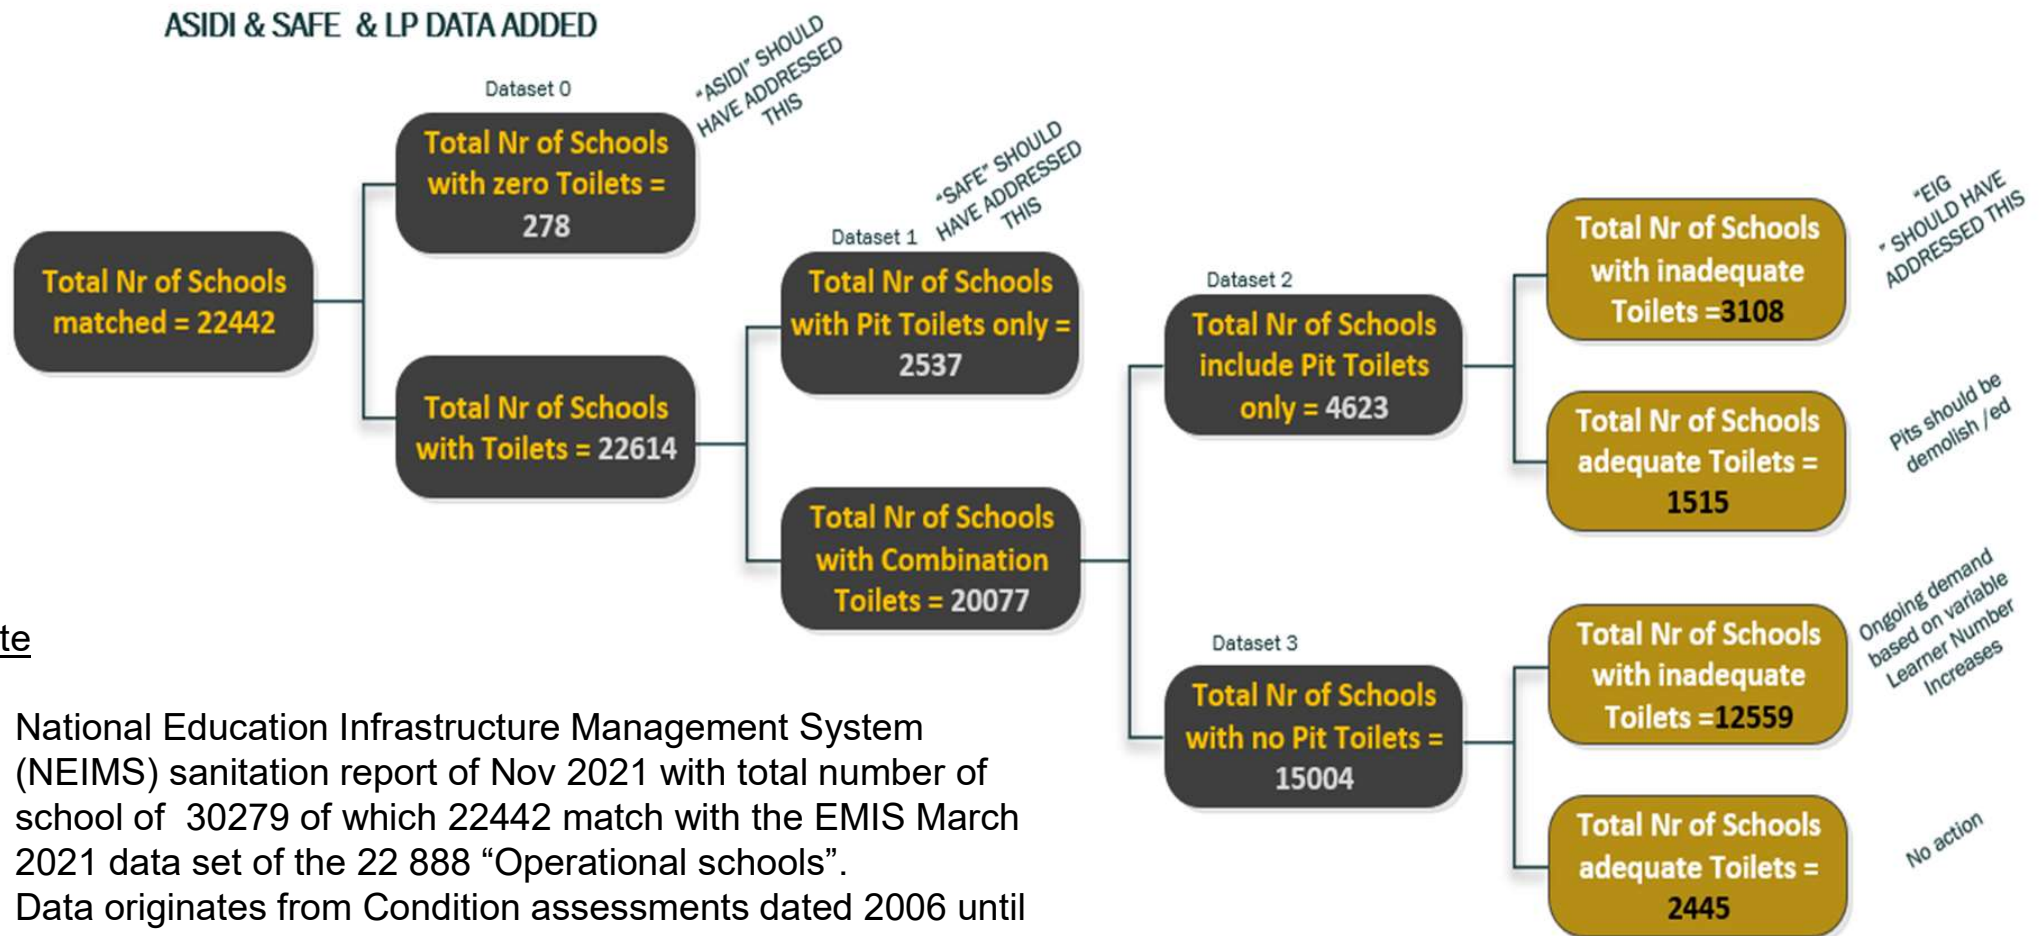 ASIDI & SAFE & LP DATA ADDED
Dataset 0
"ASIDI" SHOULD
HAVE ADDRESSED
THIS
Total Nr of Schools
with zero Toilets =
278
Total Nr of Schools
matched = 22442
Total Nr of Schools
with Toilets = 22614
Dataset 1
"SAFE" SHOULD
HAVE ADDRESSED
THIS
Total Nr of Schools
with Pit Toilets only =
2537
Total Nr of Schools
with Combination
Toilets = 20077
Dataset 2
Total Nr of Schools
include Pit Toilets
only = 4623
Dataset 3
Total Nr of Schools
with no Pit Toilets =
15004
Total Nr of Schools
with inadequate
Toilets =3108
"EIG
" SHOULD HAVE
ADDRESSED THIS
Total Nr of Schools
adequate Toilets =
1515
Pits should be
demolish /ed
Total Nr of Schools
with inadequate
Toilets =12559
Ongoing demand
based on variable
Learner Number
Increases
Total Nr of Schools
adequate Toilets =
2445
No action
te
National Education Infrastructure Management System
(NEIMS) sanitation report of Nov 2021 with total number of
school of 30279 of which 22442 match with the EMIS March
2021 data set of the 22 888 “Operational schools”.
Data originates from Condition assessments dated 2006 until